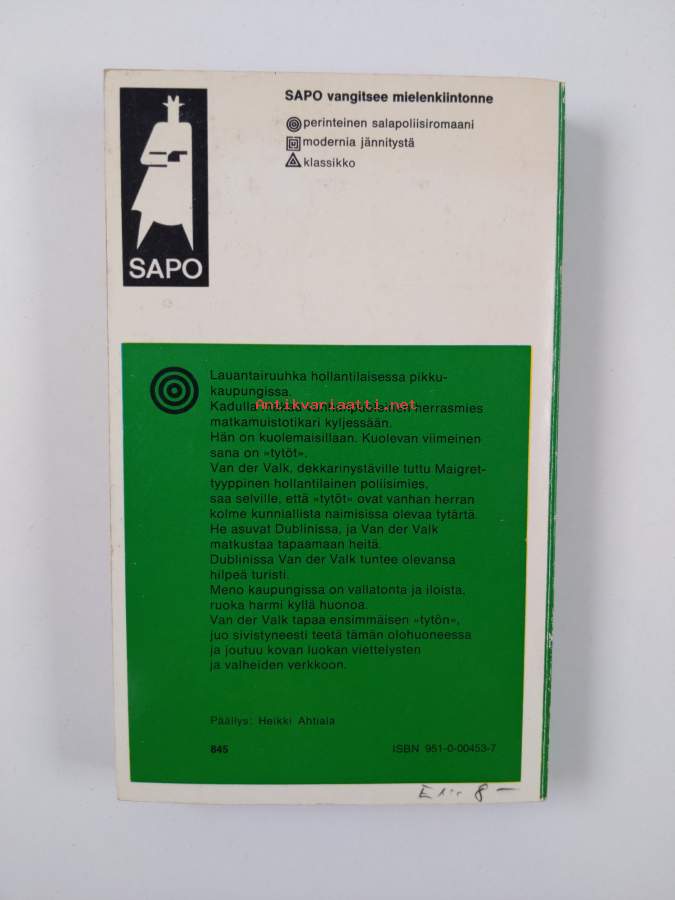 SAPO vangitsee mielenkiintonne
perinteinen salapoliisiromaani
modernia jännitystä
klassikko
SAPO
Lauantairuuhka hollantilaisessa pikku-
kaupungissa.
Antikvariaatti.net
Kadulla herrasmies
matkamuistotikari kyljessään.
Hän on kuolemaisillaan. Kuolevan viimeinen
sana on »tytöt».
Van der Valk, dekkarinystäville tuttu Maigret-
tyyppinen hollantilainen poliisimies,
saa selville, että »tytöt» ovat vanhan herran
kolme kunniallista naimisissa olevaa tytärtä.
He asuvat Dublinissa, ja Van der Valk
matkustaa tapaamaan heitä.
Dublinissa Van der Valk tuntee olevansa
hilpeä turisti.
Meno kaupungissa on vallatonta ja iloista,
ruoka harmi kyllä huonoa.
Van der Valk tapaa ensimmäisen »tytön»,
juo sivistyneesti teetä tämän olohuoneessa
ja joutuu kovan luokan viettelysten
ja valheiden verkkoon.
Päällys: Heikki Ahtiala
845 ISBN 951-0-00453-7
8 —